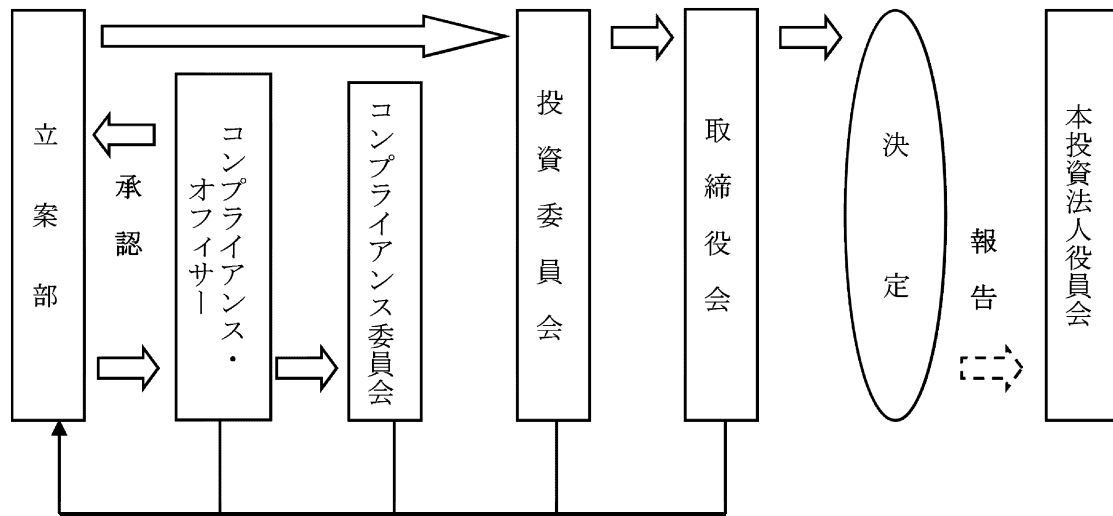 立案部
承認
コンプライアンス・
オフィサー
コンプライアンス委員会
投資委員会
取締役会
決定
報告
本投資法人役員会